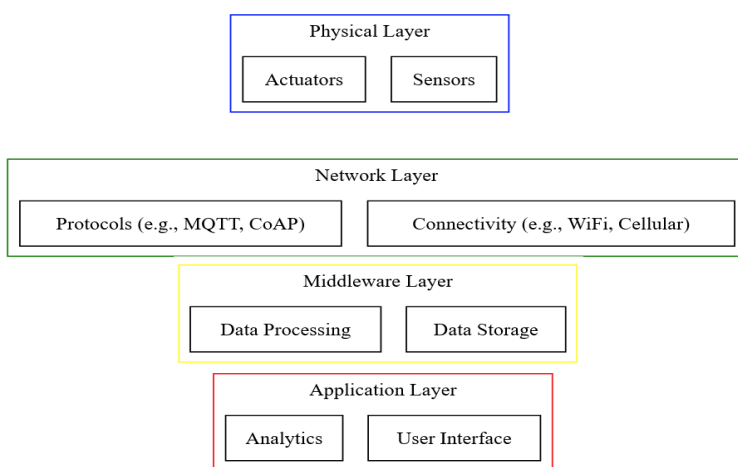 Physical Layer
Actuators
Sensors
Network Layer
Protocols (e.g., MQTT, CoAP)
Connectivity (e.g., WiFi, Cellular)
Middleware Layer
Data Processing
Data Storage
Application Layer
Analytics
User Interface